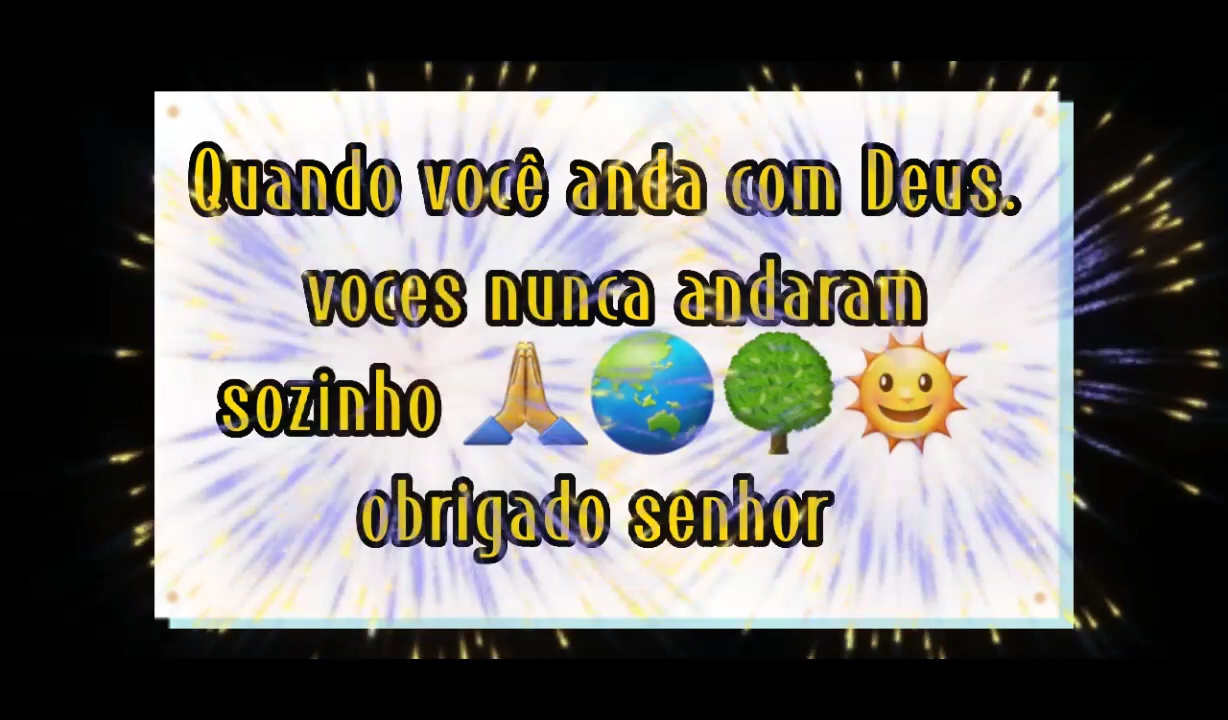 Quando você anda com Deus.
voces nunca andaram
sozinho 🙏🌏🌳🌞
obrigado senhor